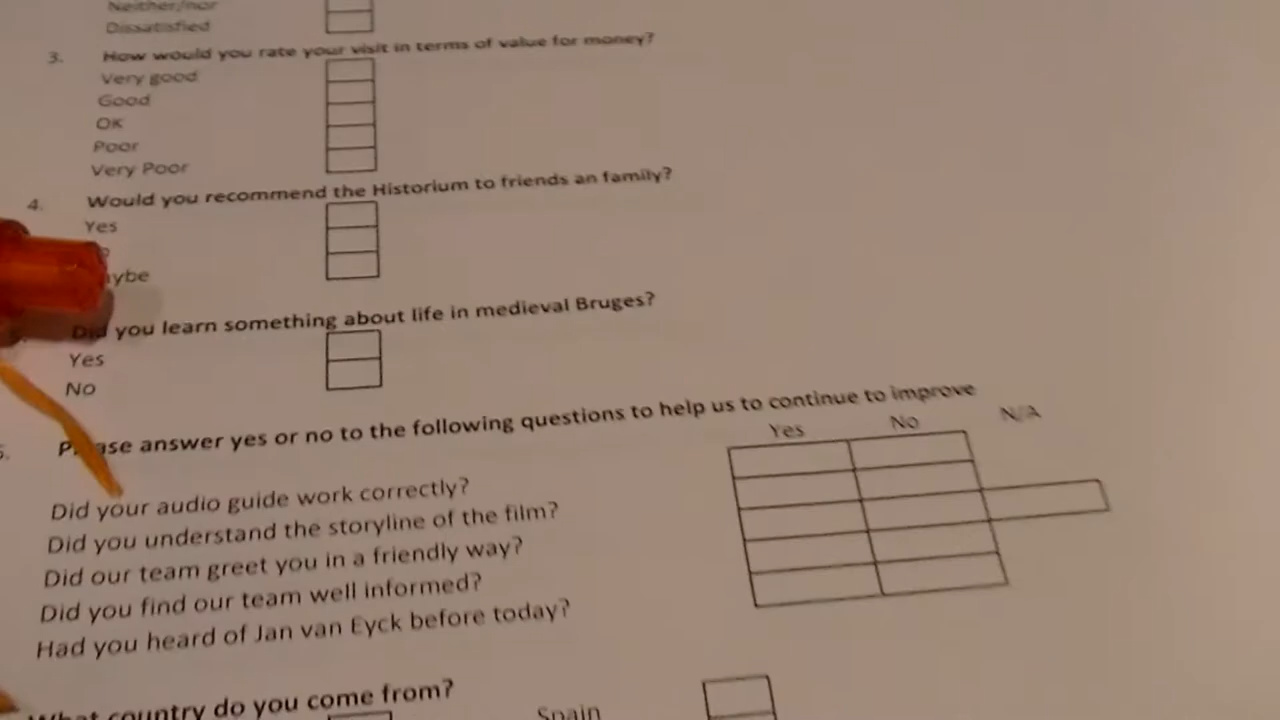 Neither/nor
Dissatisfied
3. How would you rate your visit in terms of value for money?
Very good
Good
OK
Poor
Very Poor
4. Would you recommend the Historium to friends an family?
Yes
ybe
Did you learn something about life in medieval Bruges?
Yes
No
Please answer yes or no to the following questions to help us to continue to improve
Yes No N/A
Did your audio guide work correctly?
Did you understand the storyline of the film?
Did our team greet you in a friendly way?
Did you find our team well informed?
Had you heard of Jan van Eyck before today?
What country do you come from?
Spain